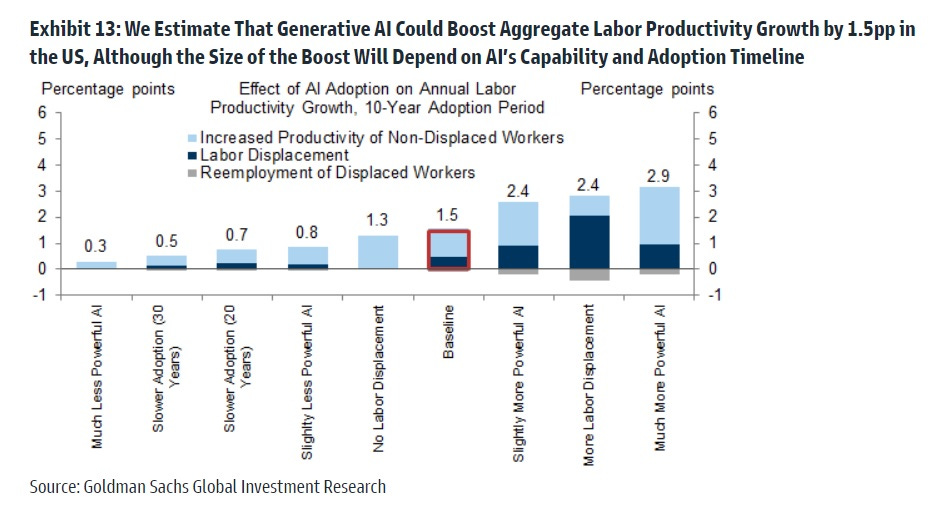 Exhibit 13: We Estimate That Generative AI Could Boost Aggregate Labor Productivity Growth by 1.5pp in
the US, Although the Size of the Boost Will Depend on AI's Capability and Adoption Timeline
Percentage points
Effect of AI Adoption on Annual Labor
Productivity Growth, 10-Year Adoption Period
Percentage points
Increased Productivity of Non-Displaced Workers
Labor Displacement
Reemployment of Displaced Workers
6
5
4
3
2
1
0
-1
0.3
0.5
0.7
0.8
1.3
1.5
2.4
2.4
2.9
6
5
4
3
2
1
0
-1
Much Less Powerful AI
Slower Adoption (30
Years)
Slower Adoption (20
Years)
Slightly Less Powerful AI
No Labor Displacement
Baseline
Slightly More Powerful AI
More Labor Displacement
Much More Powerful AI
Source: Goldman Sachs Global Investment Research